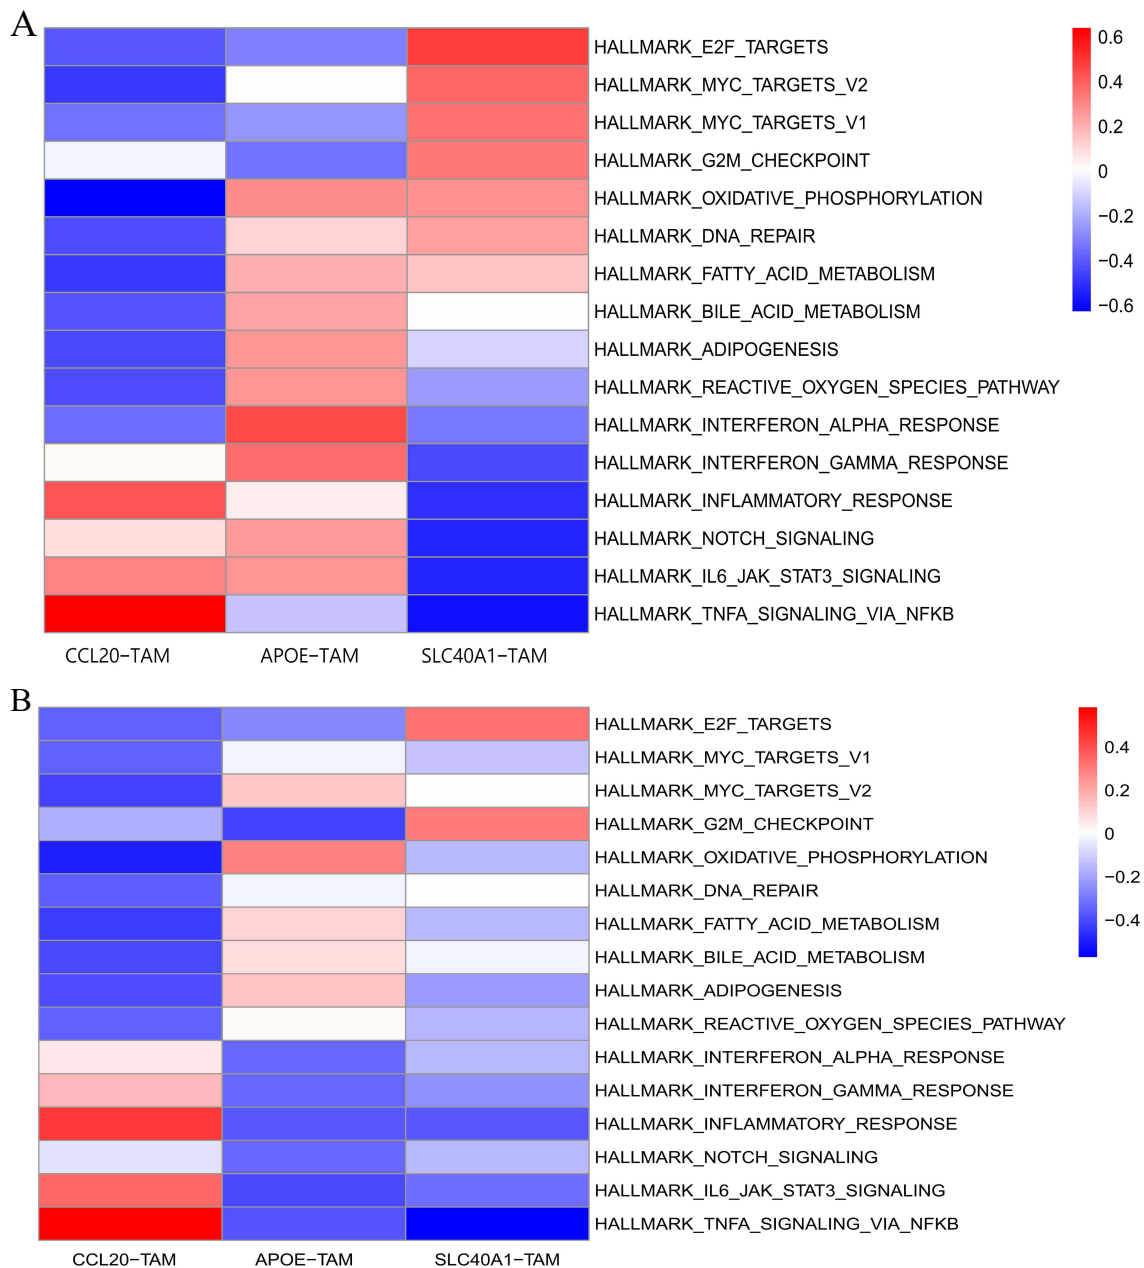 A
HALLMARK_E2F_TARGETS
HALLMARK_MYC_TARGETS_V2
HALLMARK_MYC_TARGETS_V1
HALLMARK_G2M_CHECKPOINT
HALLMARK_OXIDATIVE_PHOSPHORYLATION
HALLMARK_DNA_REPAIR
HALLMARK_FATTY_ACID_METABOLISM
HALLMARK_BILE_ACID_METABOLISM
HALLMARK_ADIPOGENESIS
HALLMARK_REACTIVE_OXYGEN_SPECIES_PATHWAY
HALLMARK_INTERFERON_ALPHA_RESPONSE
HALLMARK_INTERFERON_GAMMA_RESPONSE
HALLMARK_INFLAMMATORY_RESPONSE
HALLMARK_NOTCH_SIGNALING
HALLMARK_IL6_JAK_STAT3_SIGNALING
HALLMARK_TNFA_SIGNALING_VIA_NFKB
CCL20−TAM APOE−TAM SLC40A1−TAM
0.6
0.4
0.2
0
−0.2
−0.4
−0.6
B
HALLMARK_E2F_TARGETS
HALLMARK_MYC_TARGETS_V1
HALLMARK_MYC_TARGETS_V2
HALLMARK_G2M_CHECKPOINT
HALLMARK_OXIDATIVE_PHOSPHORYLATION
HALLMARK_DNA_REPAIR
HALLMARK_FATTY_ACID_METABOLISM
HALLMARK_BILE_ACID_METABOLISM
HALLMARK_ADIPOGENESIS
HALLMARK_REACTIVE_OXYGEN_SPECIES_PATHWAY
HALLMARK_INTERFERON_ALPHA_RESPONSE
HALLMARK_INTERFERON_GAMMA_RESPONSE
HALLMARK_INFLAMMATORY_RESPONSE
HALLMARK_NOTCH_SIGNALING
HALLMARK_IL6_JAK_STAT3_SIGNALING
HALLMARK_TNFA_SIGNALING_VIA_NFKB
CCL20−TAM APOE−TAM SLC40A1−TAM
0.4
0.2
0
−0.2
−0.4